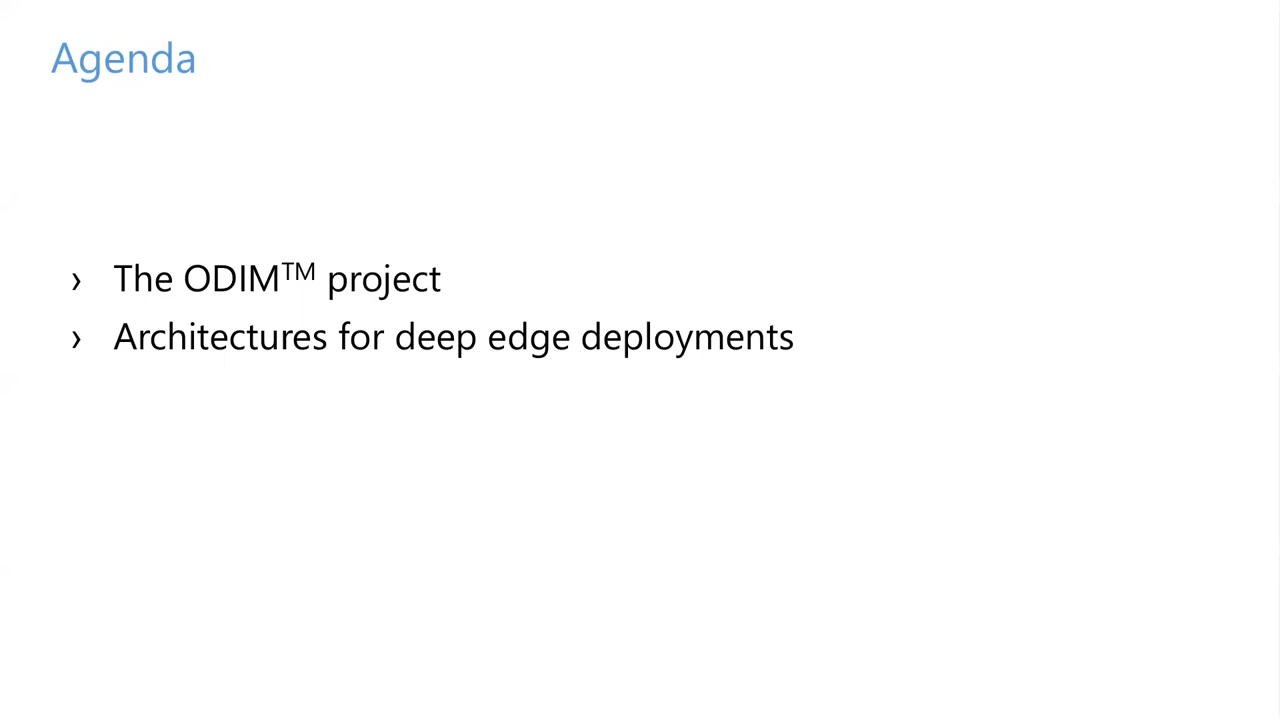 Agenda
› The ODIM™ project
› Architectures for deep edge deployments